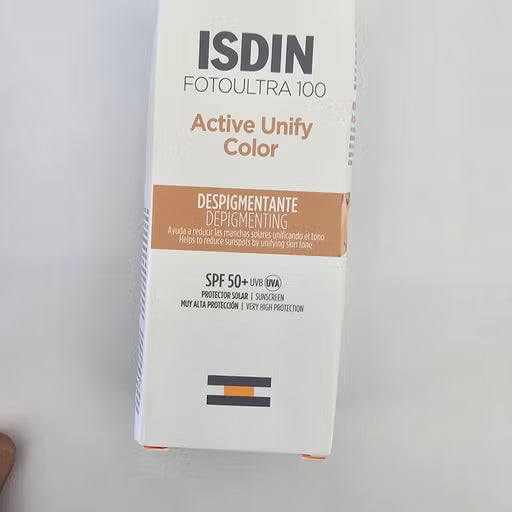 ISDIN
FOTOULTRA 100
Active Unify
Color
DESPIGMENTANTE
DEPIGMENTING
Ayuda a reducir las manchas solares unificando el tono
Helps to reduce sunspots by unifying skin tone
SPF 50+ UVB UVA
PROTECTOR SOLAR | SUNSCREEN
MUY ALTA PROTECCIÓN | VERY HIGH PROTECTION